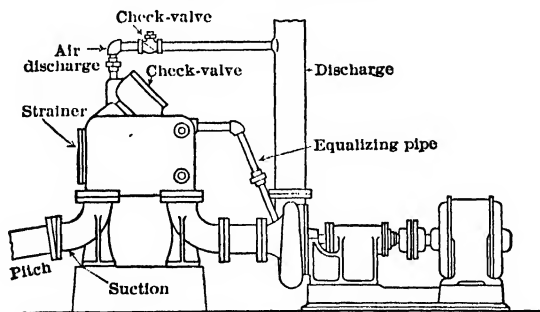 Check-valve
Air
discharge
Check-valve
Discharge
Strainer
Equalizing pipe
Pitch
Suction